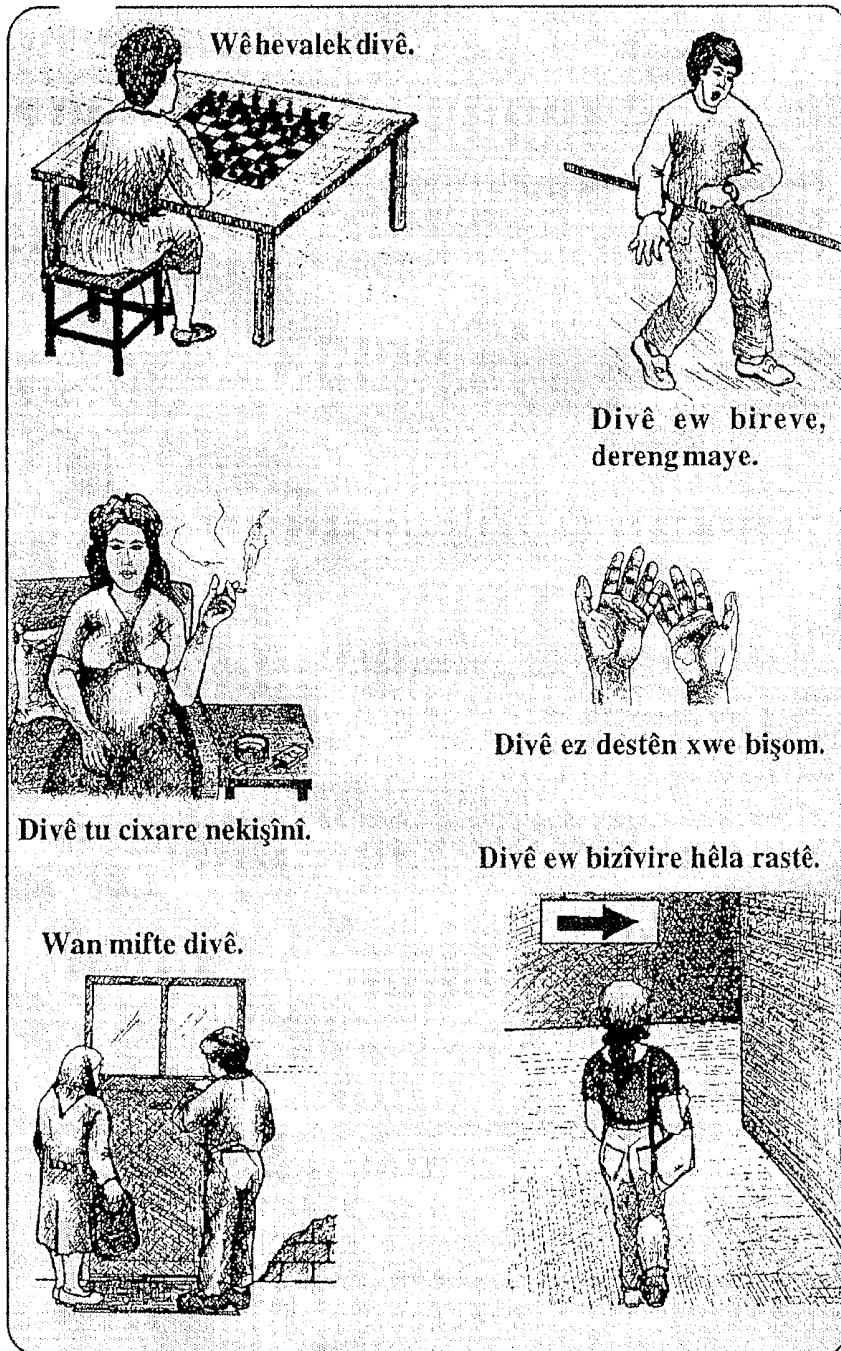 Wê hevalek divê.
Divê ew bireve,
dereng maye.
Divê tu cixare nekişînî.
Divê ez destên xwe bişom.
Divê ew bizîvire hêla rastê.
Wan mifte divê.